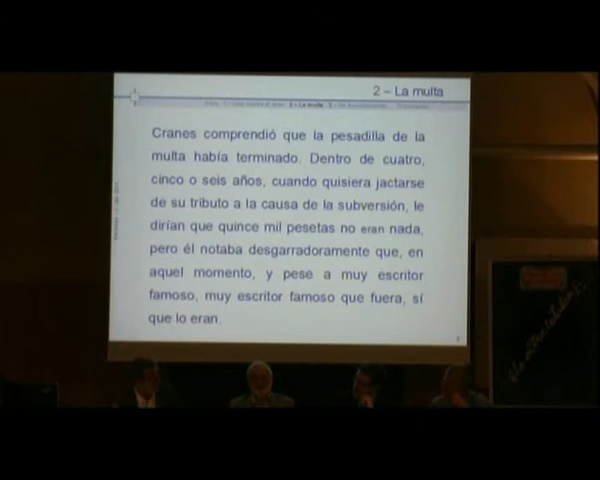 2 – La multa
2 – La multa
Cranes comprendió que la pesadilla de la
multa había terminado. Dentro de cuatro,
cinco o seis años, cuando quisiera jactarse
de su tributo a la causa de la subversión, le
dirían que quince mil pesetas no eran nada,
pero él notaba desgarradoramente que, en
aquel momento, y pese a muy escritor
famoso, muy escritor famoso que fuera, sí
que lo eran.